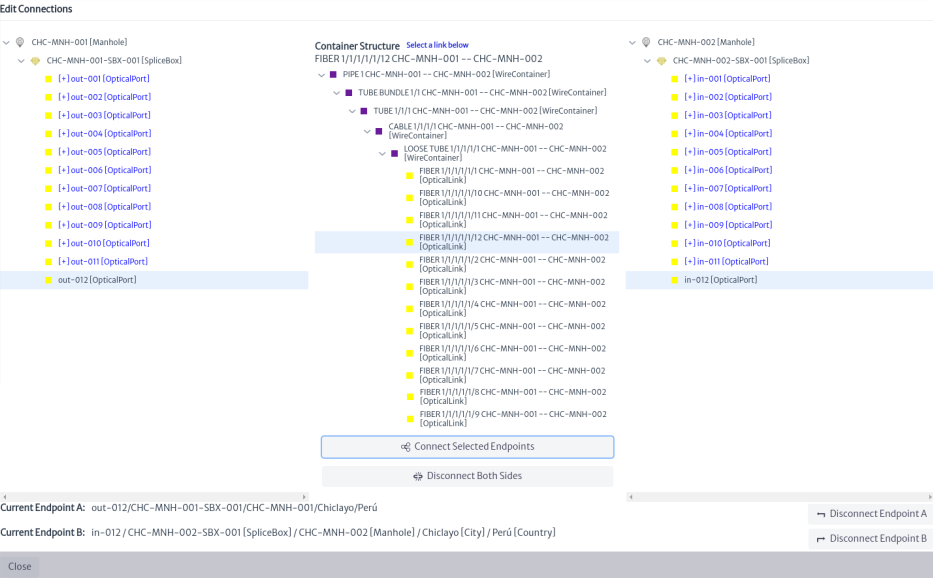 Edit Connections
CHC-MNH-001 [Manhole]
CHC-MNH-001-SBX-001 [SpliceBox]
[+] out-001 [OpticalPort]
[+] out-002 [OpticalPort]
[+] out-003 [OpticalPort]
[+] out-004 [OpticalPort]
[+] out-005 [OpticalPort]
[+] out-006 [OpticalPort]
[+] out-007 [OpticalPort]
[+] out-008 [OpticalPort]
[+] out-009 [OpticalPort]
[+] out-010 [OpticalPort]
[+] out-011 [OpticalPort]
out-012 [OpticalPort]
Container Structure Select a link below
FIBER 1/1/1/1/1/12 CHC-MNH-001 -- CHC-MNH-002
PIPE 1 CHC-MNH-001 -- CHC-MNH-002 [WireContainer]
TUBE BUNDLE 1/1 CHC-MNH-001 -- CHC-MNH-002 [WireContainer]
TUBE 1/1/1 CHC-MNH-001 -- CHC-MNH-002 [WireContainer]
CABLE 1/1/1/1 CHC-MNH-001 -- CHC-MNH-002
[WireContainer]
LOOSE TUBE 1/1/1/1/1 CHC-MNH-001 -- CHC-MNH-002
[WireContainer]
FIBER 1/1/1/1/1/1 CHC-MNH-001 -- CHC-MNH-002
[OpticalLink]
FIBER 1/1/1/1/1/10 CHC-MNH-001 -- CHC-MNH-002
[OpticalLink]
FIBER 1/1/1/1/1/11 CHC-MNH-001 -- CHC-MNH-002
[OpticalLink]
FIBER 1/1/1/1/1/12 CHC-MNH-001 -- CHC-MNH-002
[OpticalLink]
FIBER 1/1/1/1/1/2 CHC-MNH-001 -- CHC-MNH-002
[OpticalLink]
FIBER 1/1/1/1/1/3 CHC-MNH-001 -- CHC-MNH-002
[OpticalLink]
FIBER 1/1/1/1/1/4 CHC-MNH-001 -- CHC-MNH-002
[OpticalLink]
FIBER 1/1/1/1/1/5 CHC-MNH-001 -- CHC-MNH-002
[OpticalLink]
FIBER 1/1/1/1/1/6 CHC-MNH-001 -- CHC-MNH-002
[OpticalLink]
FIBER 1/1/1/1/1/7 CHC-MNH-001 -- CHC-MNH-002
[OpticalLink]
FIBER 1/1/1/1/1/8 CHC-MNH-001 -- CHC-MNH-002
[OpticalLink]
FIBER 1/1/1/1/1/9 CHC-MNH-001 -- CHC-MNH-002
[OpticalLink]
Connect Selected Endpoints
Disconnect Both Sides
CHC-MNH-002 [Manhole]
CHC-MNH-002-SBX-001 [SpliceBox]
[+] in-001 [OpticalPort]
[+] in-002 [OpticalPort]
[+] in-003 [OpticalPort]
[+] in-004 [OpticalPort]
[+] in-005 [OpticalPort]
[+] in-006 [OpticalPort]
[+] in-007 [OpticalPort]
[+] in-008 [OpticalPort]
[+] in-009 [OpticalPort]
[+] in-010 [OpticalPort]
[+] in-011 [OpticalPort]
in-012 [OpticalPort]
Current Endpoint A: out-012/CHC-MNH-001-SBX-001/CHC-MNH-001/Chiclayo/Perú
Disconnect Endpoint A
Current Endpoint B: in-012 / CHC-MNH-002-SBX-001 [SpliceBox] / CHC-MNH-002 [Manhole] / Chiclayo [City] / Perú [Country]
Disconnect Endpoint B
Close